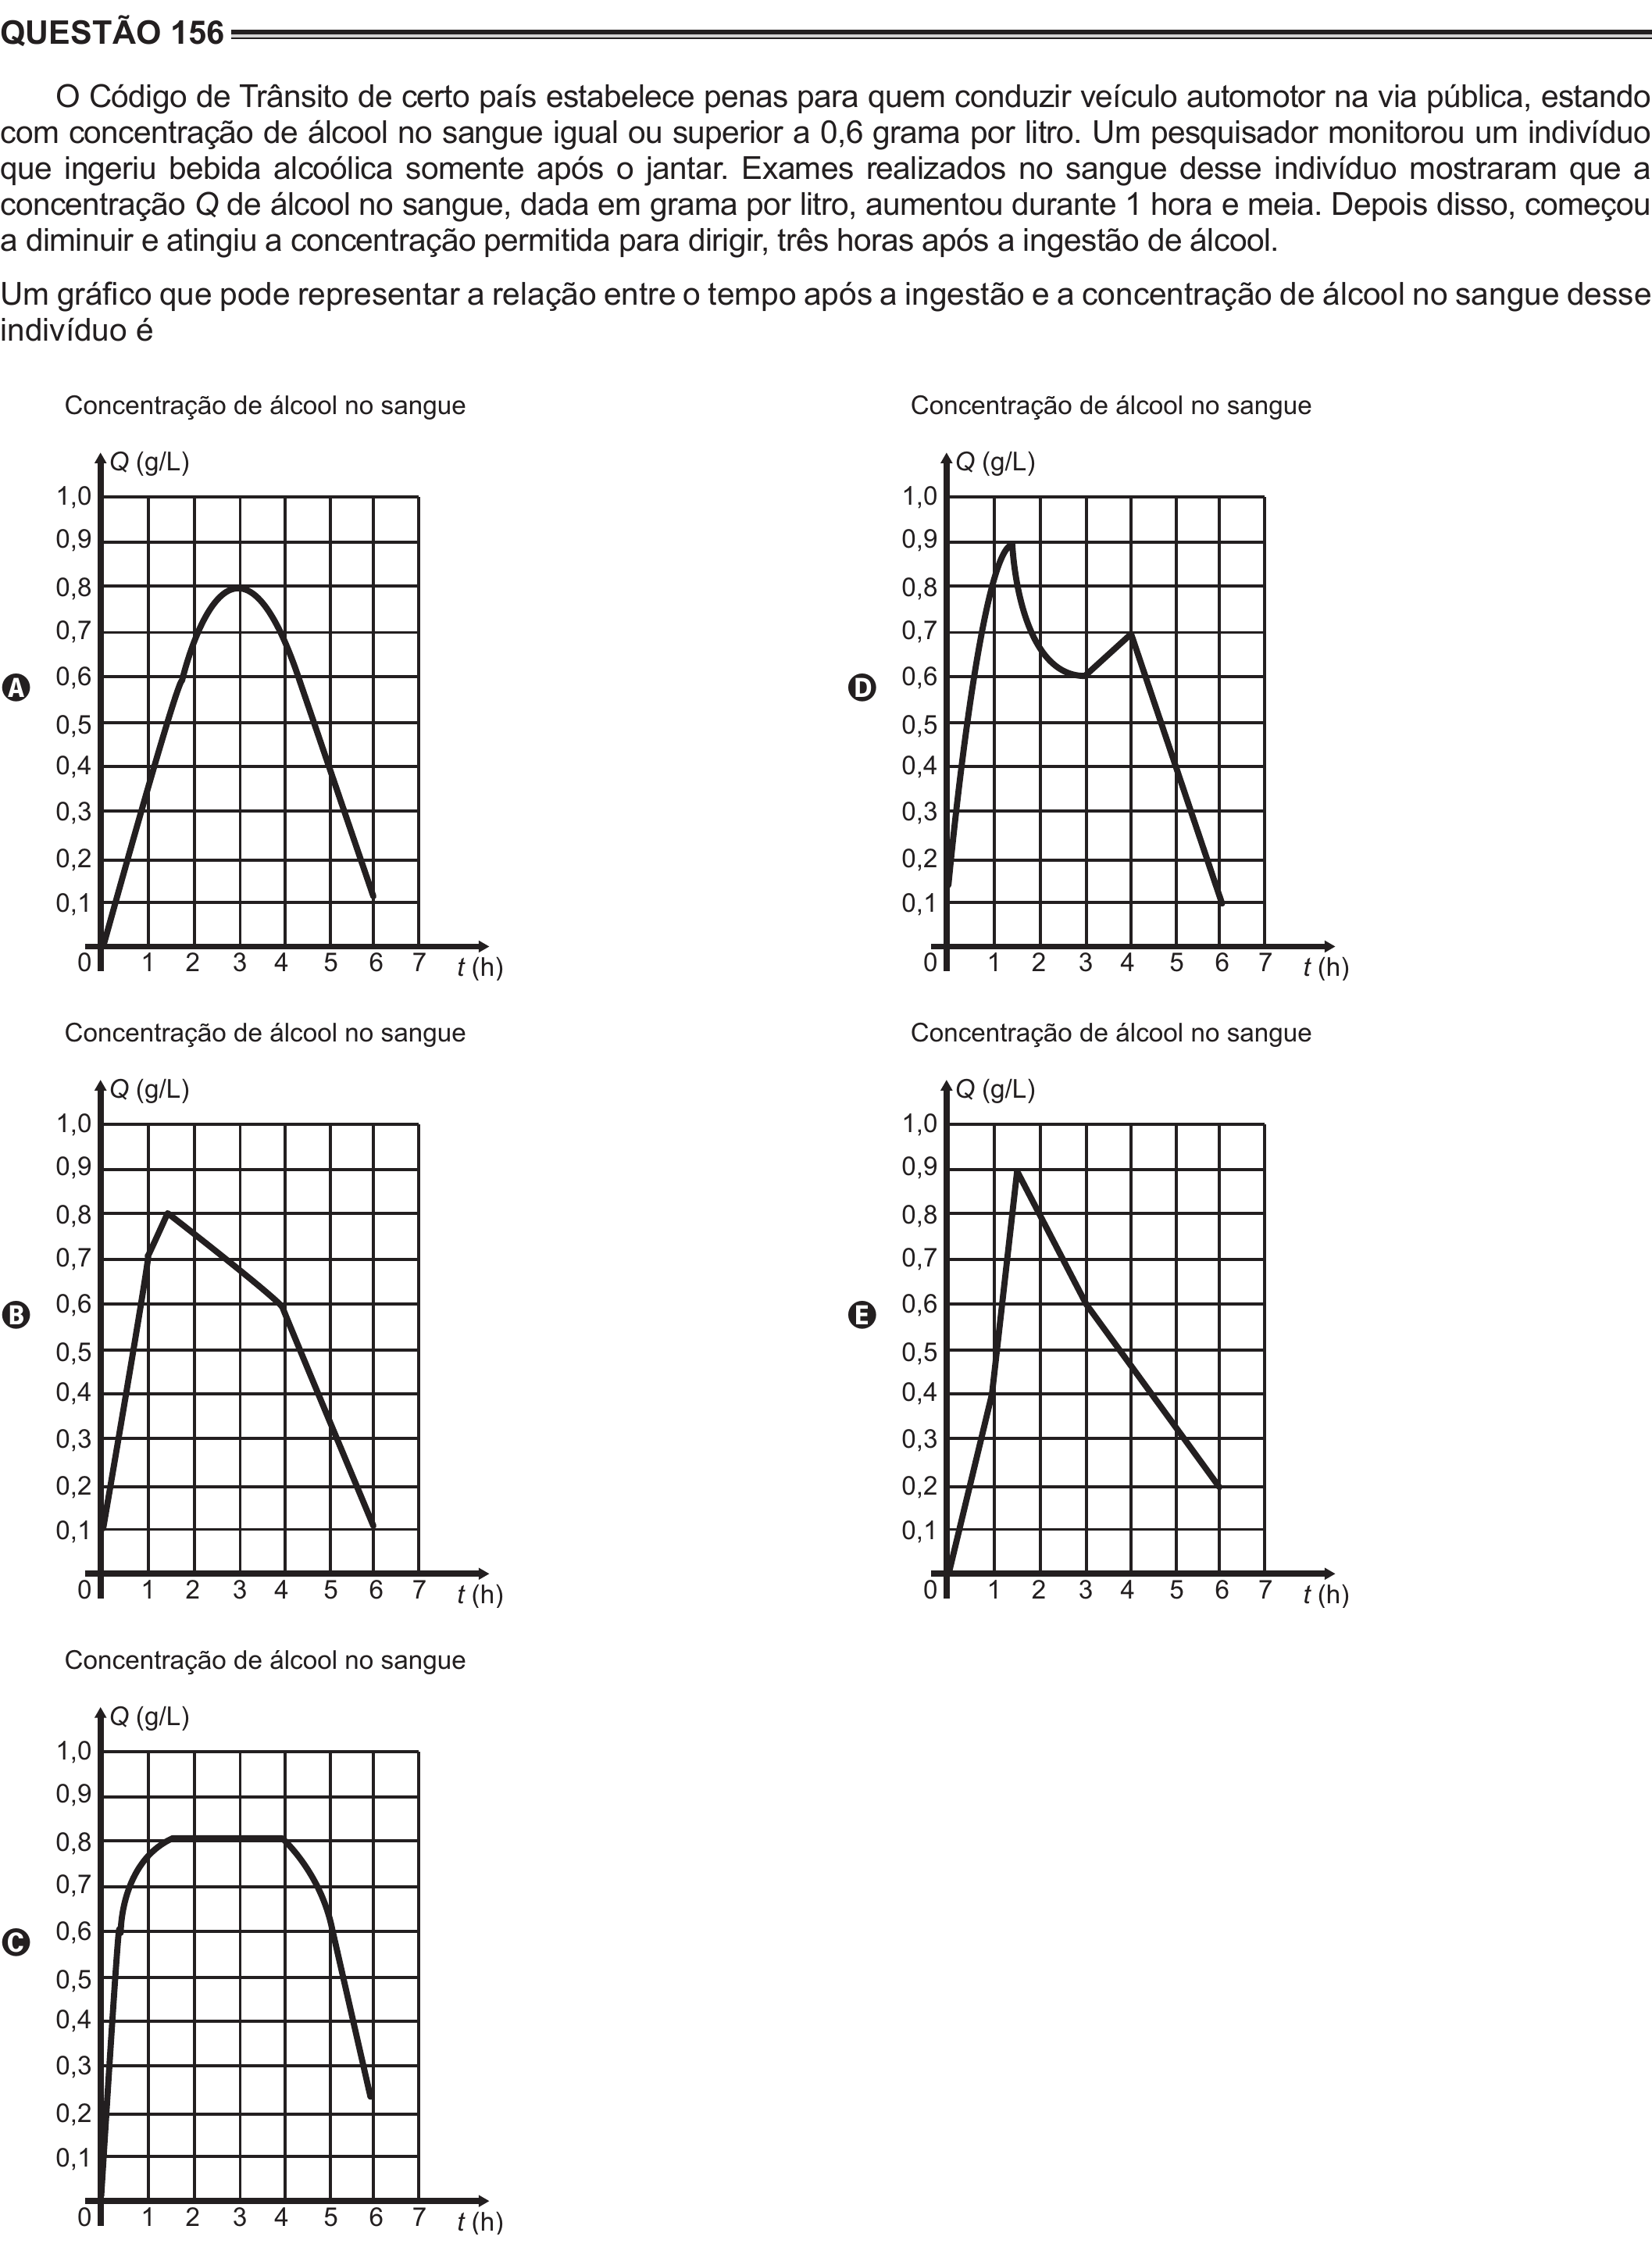 QUESTÃO 156
O Código de Trânsito de certo país estabelece penas para quem conduzir veículo automotor na via pública, estando
com concentração de álcool no sangue igual ou superior a 0,6 grama por litro. Um pesquisador monitorou um indivíduo
que ingeriu bebida alcoólica somente após o jantar. Exames realizados no sangue desse indivíduo mostraram que a
concentração Q de álcool no sangue, dada em grama por litro, aumentou durante 1 hora e meia. Depois disso, começou
a diminuir e atingiu a concentração permitida para dirigir, três horas após a ingestão de álcool.
Um gráfico que pode representar a relação entre o tempo após a ingestão e a concentração de álcool no sangue desse
indivíduo é
Concentração de álcool no sangue
Q (g/L)
1,0
0,9
0,8
0,7
A
0,6
0,5
0,4
0,3
0,2
0,1
0 1 2 3 4 5 6 7 t (h)
Concentração de álcool no sangue
Q (g/L)
1,0
0,9
0,8
0,7
B
0,6
0,5
0,4
0,3
0,2
0,1
0 1 2 3 4 5 6 7 t (h)
Concentração de álcool no sangue
Q (g/L)
1,0
0,9
0,8
0,7
C
0,6
0,5
0,4
0,3
0,2
0,1
0 1 2 3 4 5 6 7 t (h)
Concentração de álcool no sangue
Q (g/L)
1,0
0,9
0,8
0,7
D
0,6
0,5
0,4
0,3
0,2
0,1
0 1 2 3 4 5 6 7 t (h)
Concentração de álcool no sangue
Q (g/L)
1,0
0,9
0,8
0,7
E
0,6
0,5
0,4
0,3
0,2
0,1
0 1 2 3 4 5 6 7 t (h)